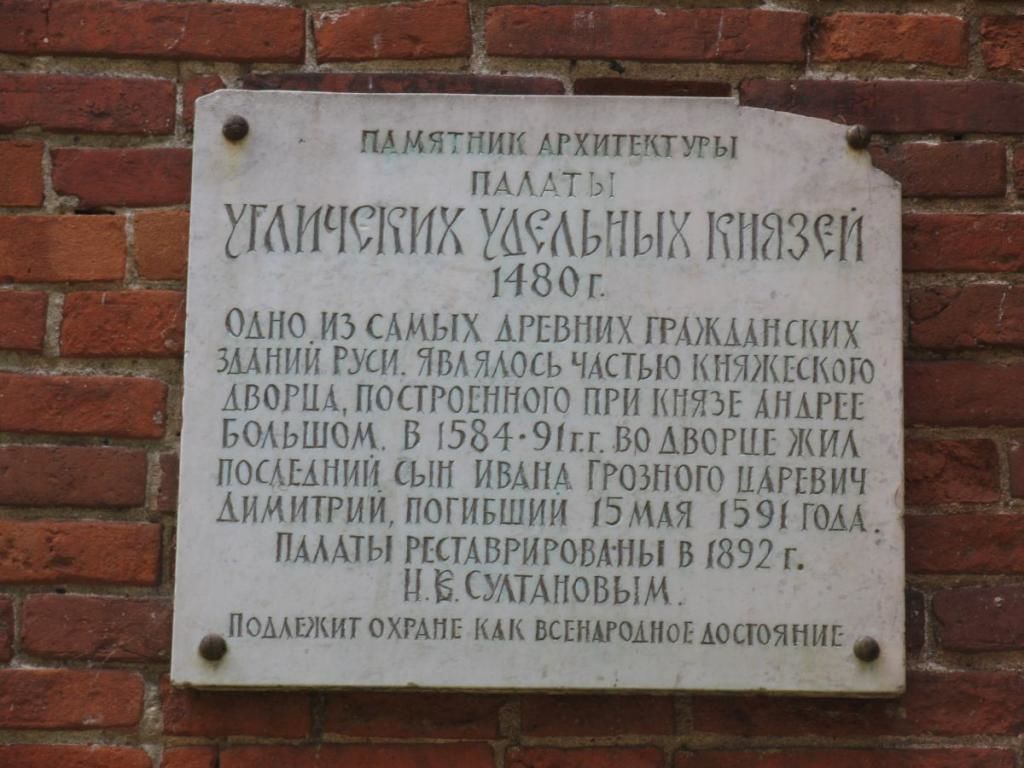 ПАМЯТНИК АРХИТЕКТУРЫ
ПАЛАТЫ
УГЛИЧСКИХ УДЕЛЬНЫХ КНЯЗЕЙ
1480 г.
ОДНО ИЗ САМЫХ ДРЕВНИХ ГРАЖДАНСКИХ
ЗДАНИЙ РУСИ. ЯВЛЯЛОСЬ ЧАСТЬЮ КНЯЖЕСКОГО
ДВОРЦА, ПОСТРОЕННОГО ПРИ КНЯЗЕ АНДРЕЕ
БОЛЬШОМ. В 1584-91 г.г. ВО ДВОРЦЕ ЖИЛ
ПОСЛЕДНИЙ СЫН ИВАНА ГРОЗНОГО ЦАРЕВИЧ
ДИМИТРИЙ, ПОГИБШИЙ 15 МАЯ 1591 ГОДА.
ПАЛАТЫ РЕСТАВРИРОВАНЫ В 1892 г.
Н.В. СУЛТАНОВЫМ.
ПОДЛЕЖИТ ОХРАНЕ КАК ВСЕНАРОДНОЕ ДОСТОЯНИЕ